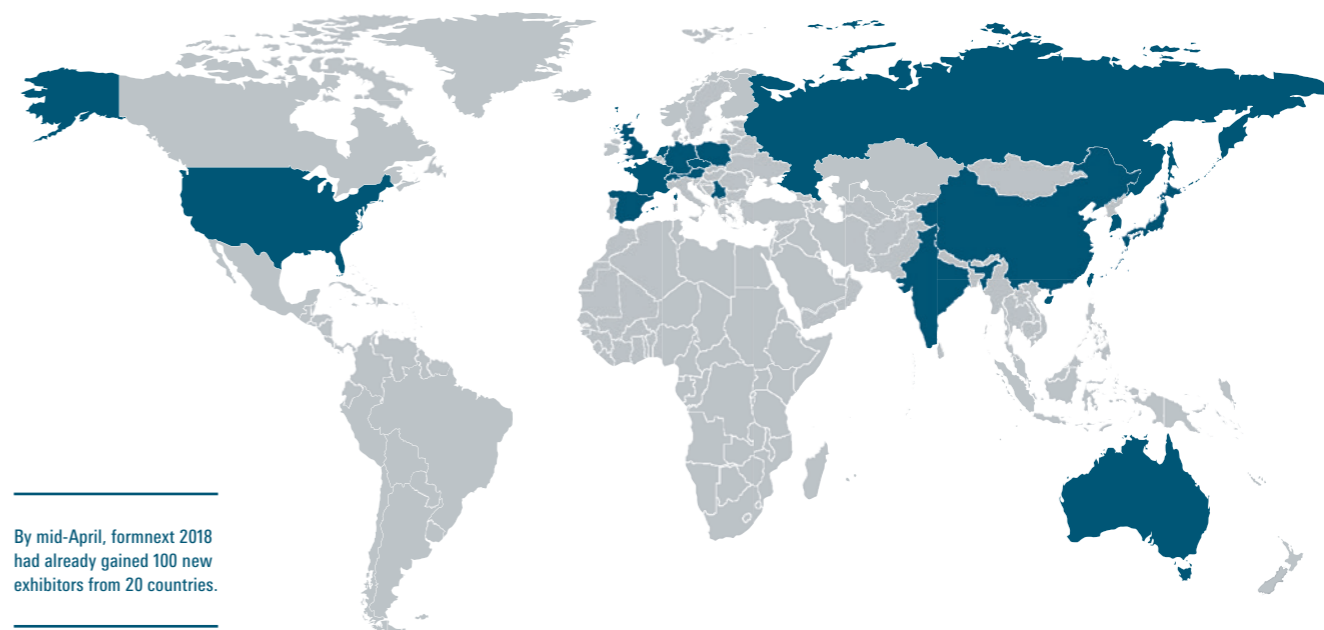 By mid-April, formnext 2018
had already gained 100 new
exhibitors from 20 countries.